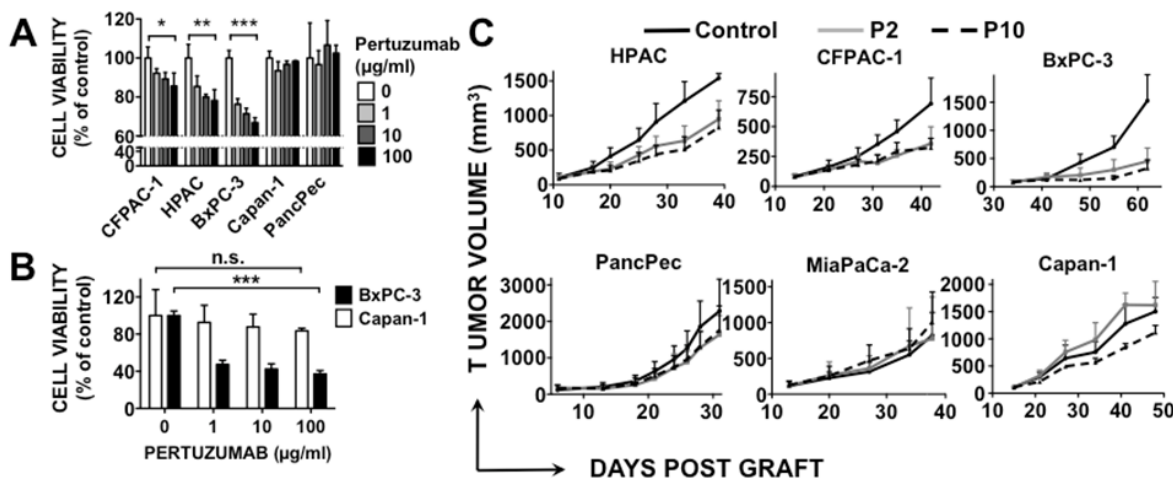 A
CELL VIABILITY
(% of control)
120
100
80
60
40
0
*
**
***
Pertuzumab
(µg/ml)
0
1
10
100
CFPAC-1
HPAC
BxPC-3
Capan-1
PancPec
B
CELL VIABILITY
(% of control)
120
80
40
0
n.s.
***
BxPC-3
Capan-1
0 1 10 100
PERTUZUMAB (µg/ml)
C
Control P2 P10
T TUMOR VOLUME (mm³)
HPAC
1500
1000
500
0
10 20 30 40
CFPAC-1
750
500
250
0
10 20 30 40
BxPC-3
1500
1000
500
0
30 40 50 60
PancPec
3000
2000
1000
0
10 20 30
MiaPaCa-2
1500
1000
500
0
10 20 30 40
Capan-1
2000
1500
1000
500
0
10 20 30 40 50
DAYS POST GRAFT